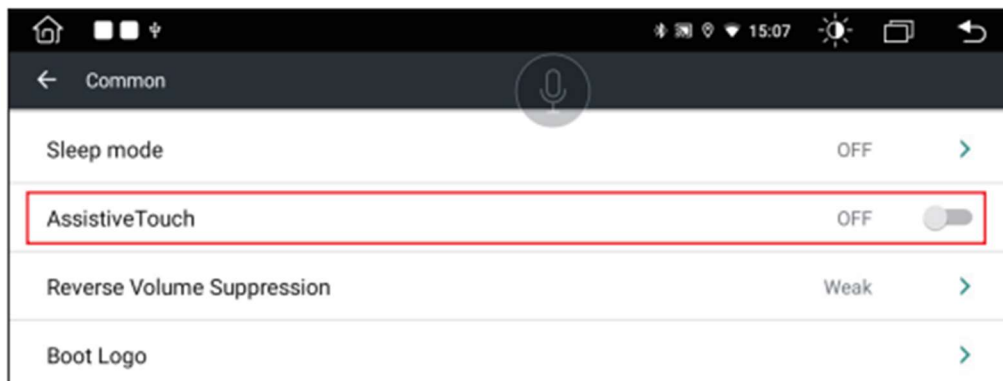 15:07
Common
Sleep mode OFF
AssistiveTouch OFF
Reverse Volume Suppression Weak
Boot Logo